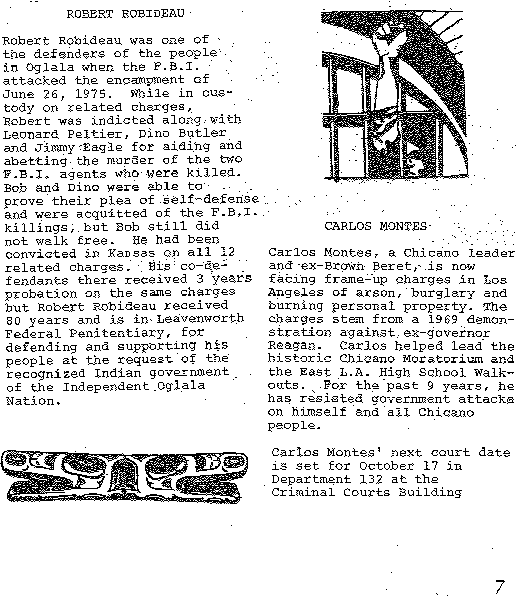 ROBERT ROBIDEAU
Robert Robideau was one of
the defenders of the people
in Oglala when the F.B.I.
attacked the encampment of
June 26, 1975. While in cus-
tody on related charges,
Robert was indicted along with
Leonard Peltier, Dino Butler
and Jimmy Eagle for aiding and
abetting the murder of the two
F.B.I. agents who were killed.
Bob and Dino were able to
prove their plea of self-defense
and were acquitted of the F.B.I.
killings, but Bob still did
not walk free. He had been
convicted in Kansas on all 12
related charges. His co-de-
fendants there received 3 years
probation on the same charges
but Robert Robideau received
80 years and is in Leavenworth
Federal Penitentiary, for
defending and supporting his
people at the request of the
recognized Indian government
of the Independent Oglala
Nation.
CARLOS MONTES
Carlos Montes, a Chicano leader
and ex-Brown Beret, is now
facing frame-up charges in Los
Angeles of arson, burglary and
burning personal property. The
charges stem from a 1969 demon-
stration against ex-governor
Reagan. Carlos helped lead the
historic Chicano Moratorium and
the East L.A. High School Walk-
outs. For the past 9 years, he
has resisted government attacks
on himself and all Chicano
people.
Carlos Montes' next court date
is set for October 17 in
Department 132 at the
Criminal Courts Building
7